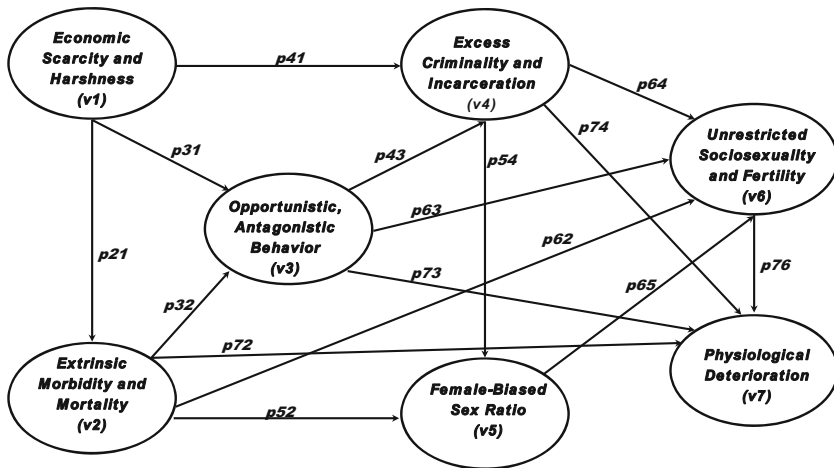 Economic
Scarcity and
Harshness
(v1)
p41
Excess
Criminality and
Incarceration
(v4)
p64
p74
Unrestricted
Sociosexuality
and Fertility
(v6)
p31
p43
p54
Opportunistic,
Antagonistic
Behavior
(v3)
p63
p62
p21
p73
p65
p76
p32
p72
Extrinsic
Morbidity and
Mortality
(v2)
p52
Female-Biased
Sex Ratio
(v5)
Physiological
Deterioration
(v7)